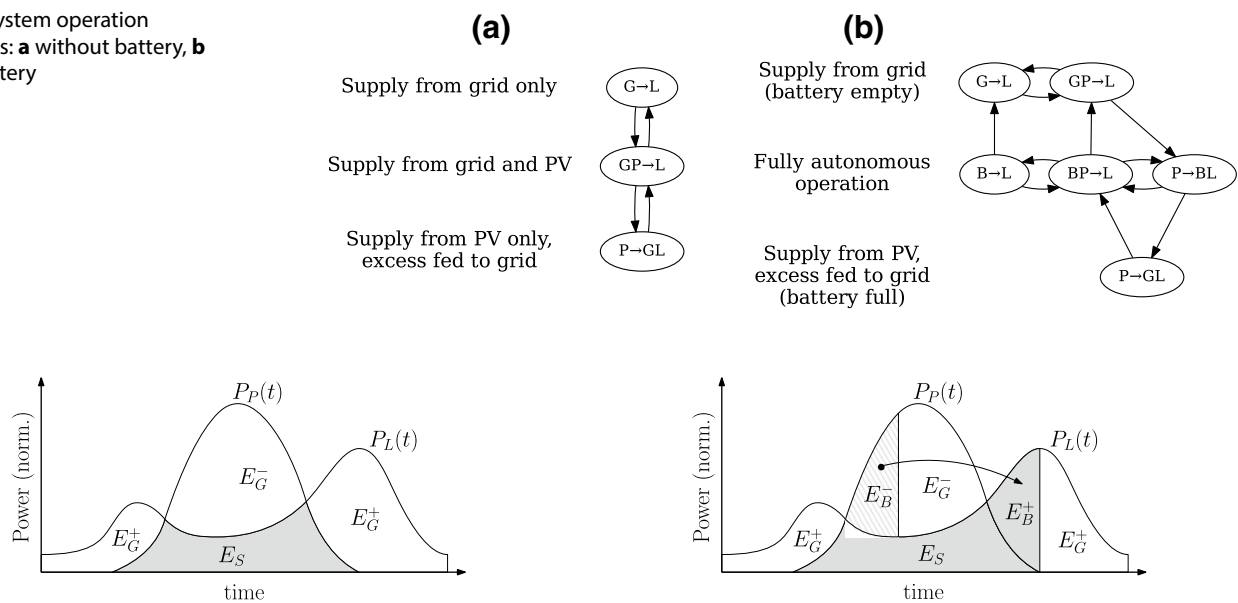 ystem operation
s: a without battery, b
ttery
(a)
Supply from grid only
G→L
Supply from grid and PV
GP→L
Supply from PV only,
excess fed to grid
P→GL
(b)
Supply from grid
(battery empty)
G→L
GP→L
Fully autonomous
operation
B→L
BP→L
P→BL
Supply from PV,
excess fed to grid
(battery full)
P→GL
Power (norm.)
P_P(t)
P_L(t)
E_G^-
E_G^+
E_G^+
E_S
time
Power (norm.)
P_P(t)
P_L(t)
E_B^-
E_G^-
E_B^+
E_G^+
E_G^+
E_S
time